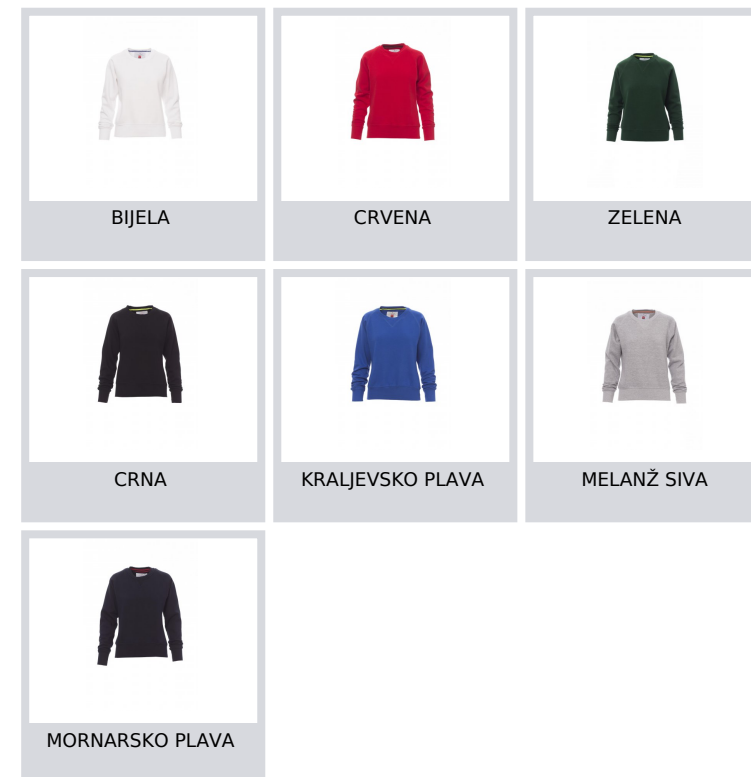 BIJELA
CRVENA
ZELENA
CRNA
KRALJEVSKO PLAVA
MELANŽ SIVA
MORNARSKO PLAVA